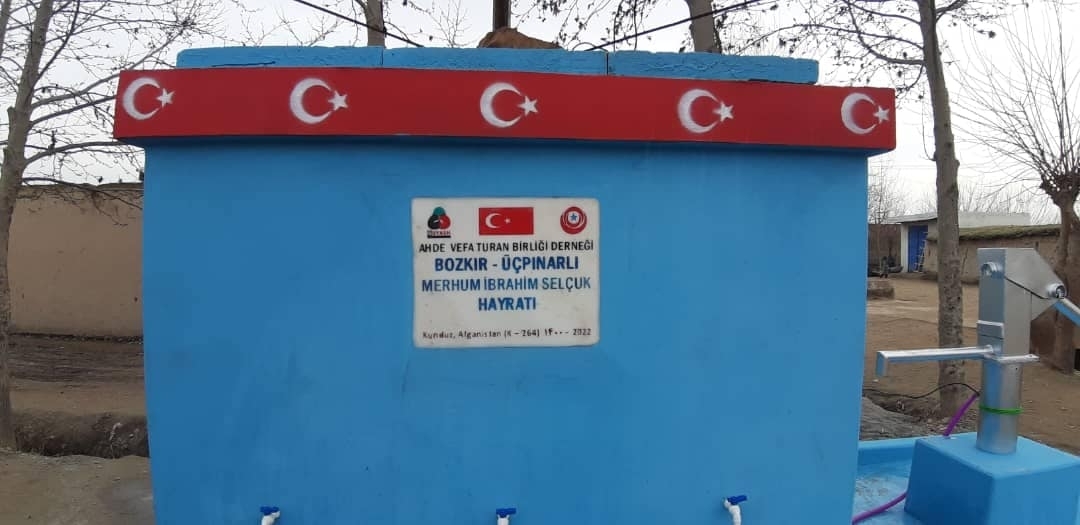 AHDE VEFA TURAN BİRLİĞİ DERNEĞİ
BOZKIR - ÜÇPINARLI
MERHUM İBRAHİM SELÇUK
HAYRATI
Kunduz, Afganistan (K - 264) ۱۴۰۰ - 2022